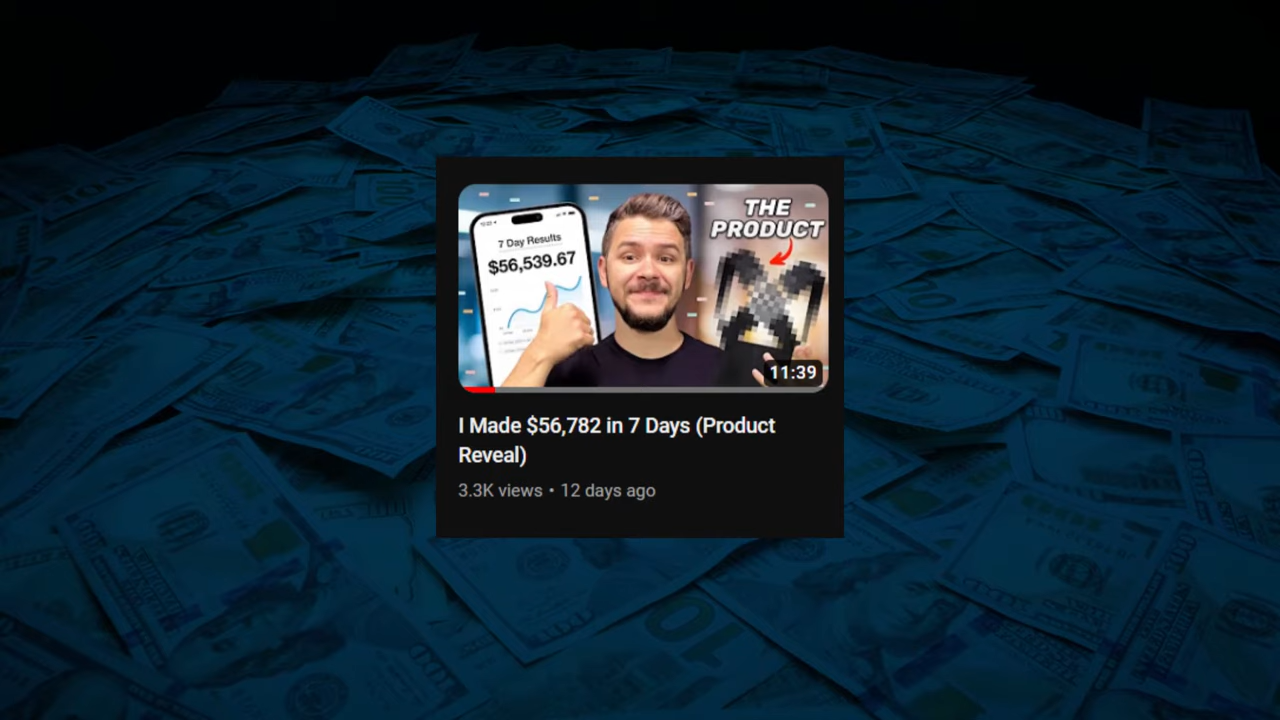 7 Day Results
$56,539.67
THE
PRODUCT
11:39
I Made $56,782 in 7 Days (Product
Reveal)
3.3K views • 12 days ago